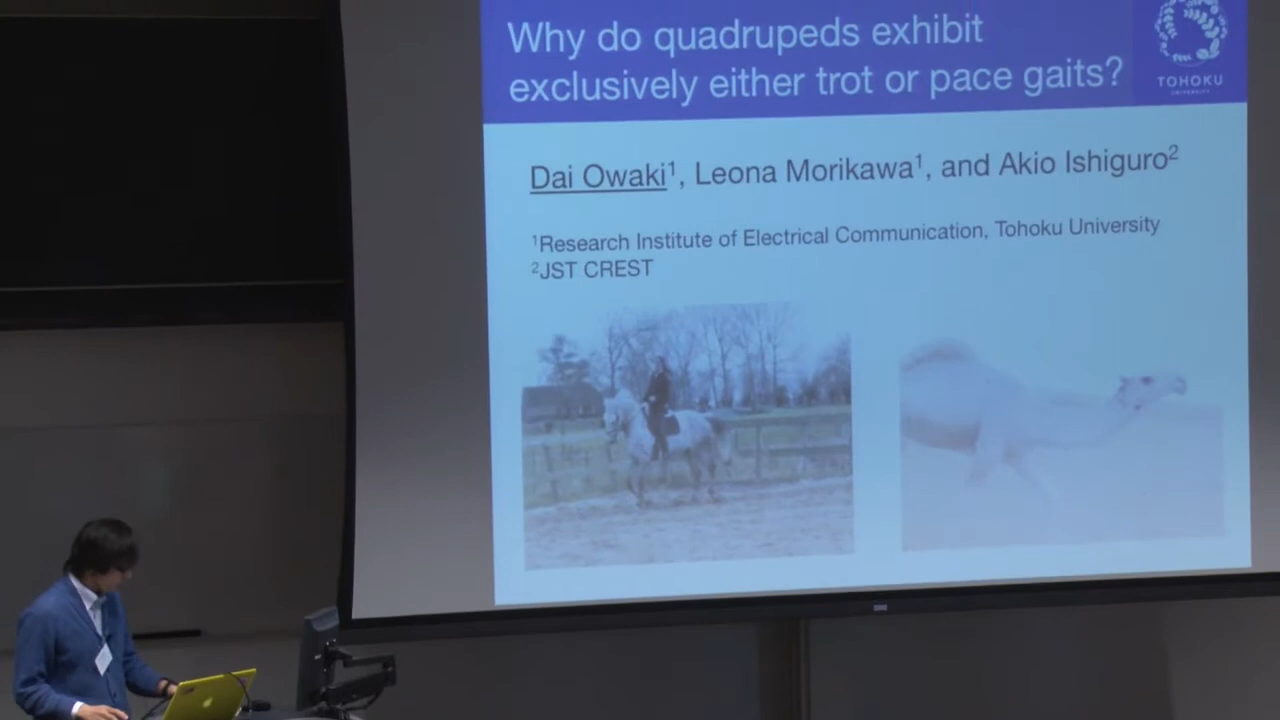 Why do quadrupeds exhibit
exclusively either trot or pace gaits?
TOHOKU
UNIVERSITY
Dai Owaki¹, Leona Morikawa¹, and Akio Ishiguro²
¹Research Institute of Electrical Communication, Tohoku University
²JST CREST